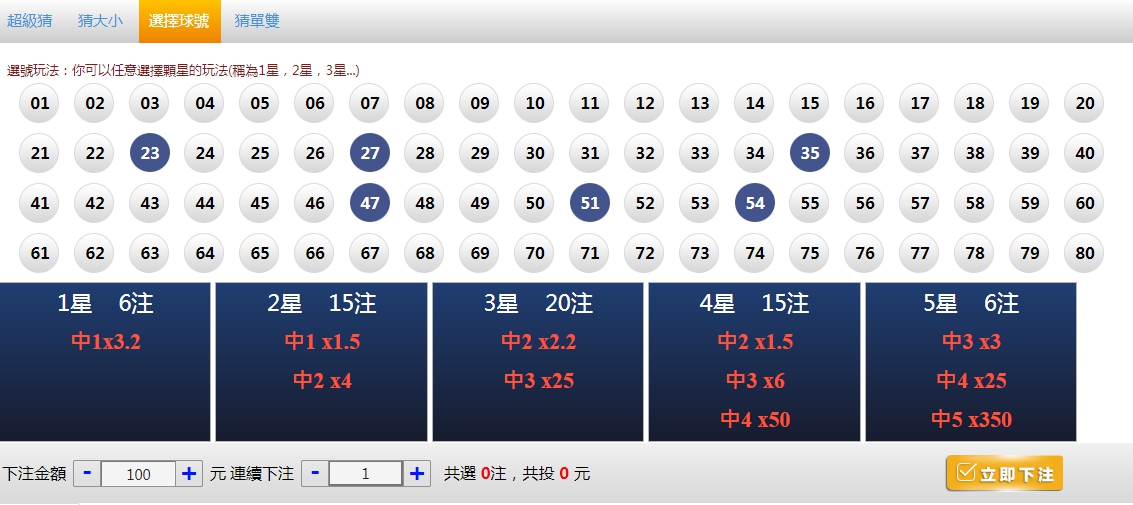 超級猜 猜大小 選擇球號 猜單雙
選號玩法：你可以任意選擇顆星的玩法(稱為1星，2星，3星...)
01 02 03 04 05 06 07 08 09 10 11 12 13 14 15 16 17 18 19 20
21 22 23 24 25 26 27 28 29 30 31 32 33 34 35 36 37 38 39 40
41 42 43 44 45 46 47 48 49 50 51 52 53 54 55 56 57 58 59 60
61 62 63 64 65 66 67 68 69 70 71 72 73 74 75 76 77 78 79 80
1星 6注 2星 15注 3星 20注 4星 15注 5星 6注
中1x3.2 中1 x1.5 中2 x2.2 中2 x1.5 中3 x3
中2 x4 中3 x25 中3 x6 中4 x25
中4 x50 中5 x350
下注金額 - 100 + 元 連續下注 - 1 + 共選 0注，共投 0 元 立即下注